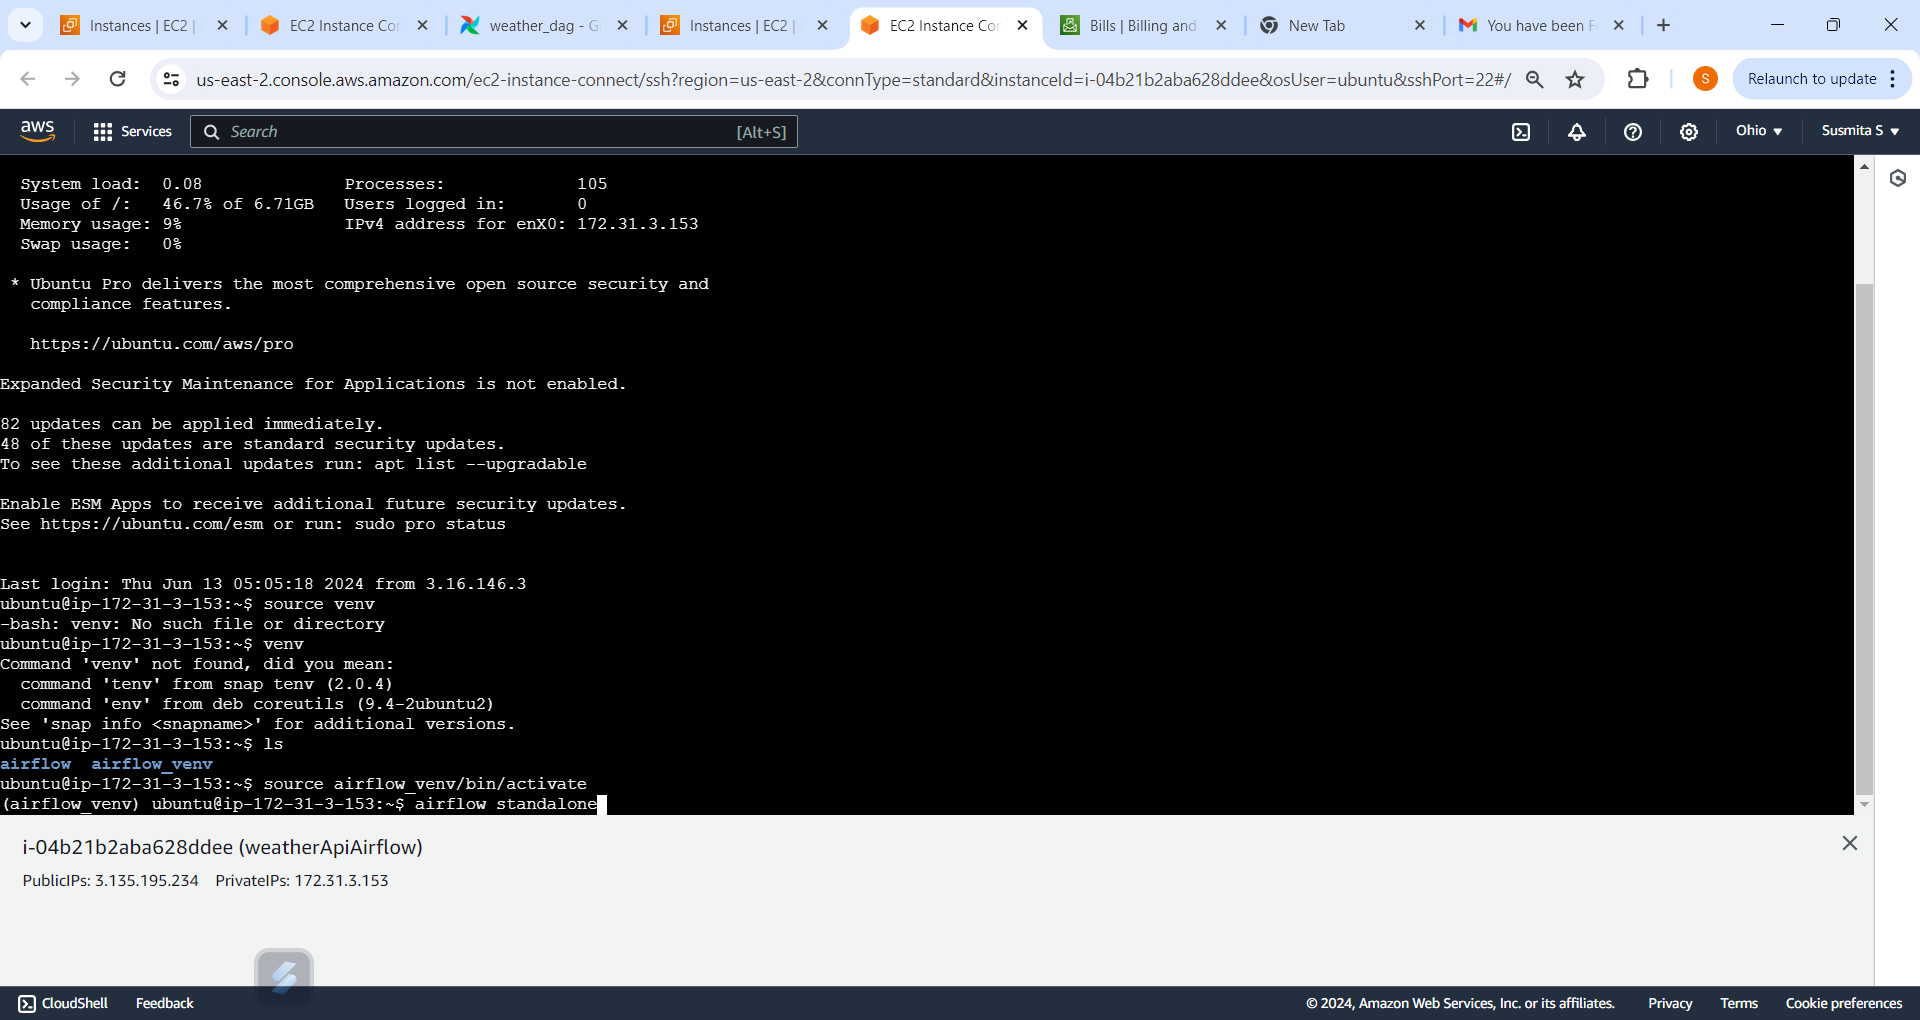 Instances | EC2 |
EC2 Instance Cor
weather_dag - G
Instances | EC2 |
EC2 Instance Cor
Bills | Billing and
New Tab
You have been F
us-east-2.console.aws.amazon.com/ec2-instance-connect/ssh?region=us-east-2&connType=standard&instanceId=i-04b21b2aba628ddee&osUser=ubuntu&sshPort=22#/
S
Relaunch to update
aws
Services
Search
[Alt+S]
Ohio
Susmita S
System load: 0.08 Processes: 105
Usage of /: 46.7% of 6.71GB Users logged in: 0
Memory usage: 9% IPv4 address for enX0: 172.31.3.153
Swap usage: 0%
* Ubuntu Pro delivers the most comprehensive open source security and
compliance features.
https://ubuntu.com/aws/pro
Expanded Security Maintenance for Applications is not enabled.
82 updates can be applied immediately.
48 of these updates are standard security updates.
To see these additional updates run: apt list --upgradable
Enable ESM Apps to receive additional future security updates.
See https://ubuntu.com/esm or run: sudo pro status
Last login: Thu Jun 13 05:05:18 2024 from 3.16.146.3
ubuntu@ip-172-31-3-153:~$ source venv
-bash: venv: No such file or directory
ubuntu@ip-172-31-3-153:~$ venv
Command 'venv' not found, did you mean:
command 'tenv' from snap tenv (2.0.4)
command 'env' from deb coreutils (9.4-2ubuntu2)
See 'snap info <snapname>' for additional versions.
ubuntu@ip-172-31-3-153:~$ ls
airflow airflow_venv
ubuntu@ip-172-31-3-153:~$ source airflow_venv/bin/activate
(airflow_venv) ubuntu@ip-172-31-3-153:~$ airflow standalone
i-04b21b2aba628ddee (weatherApiAirflow)
PublicIPs: 3.135.195.234 PrivateIPs: 172.31.3.153
CloudShell
Feedback
© 2024, Amazon Web Services, Inc. or its affiliates.
Privacy
Terms
Cookie preferences